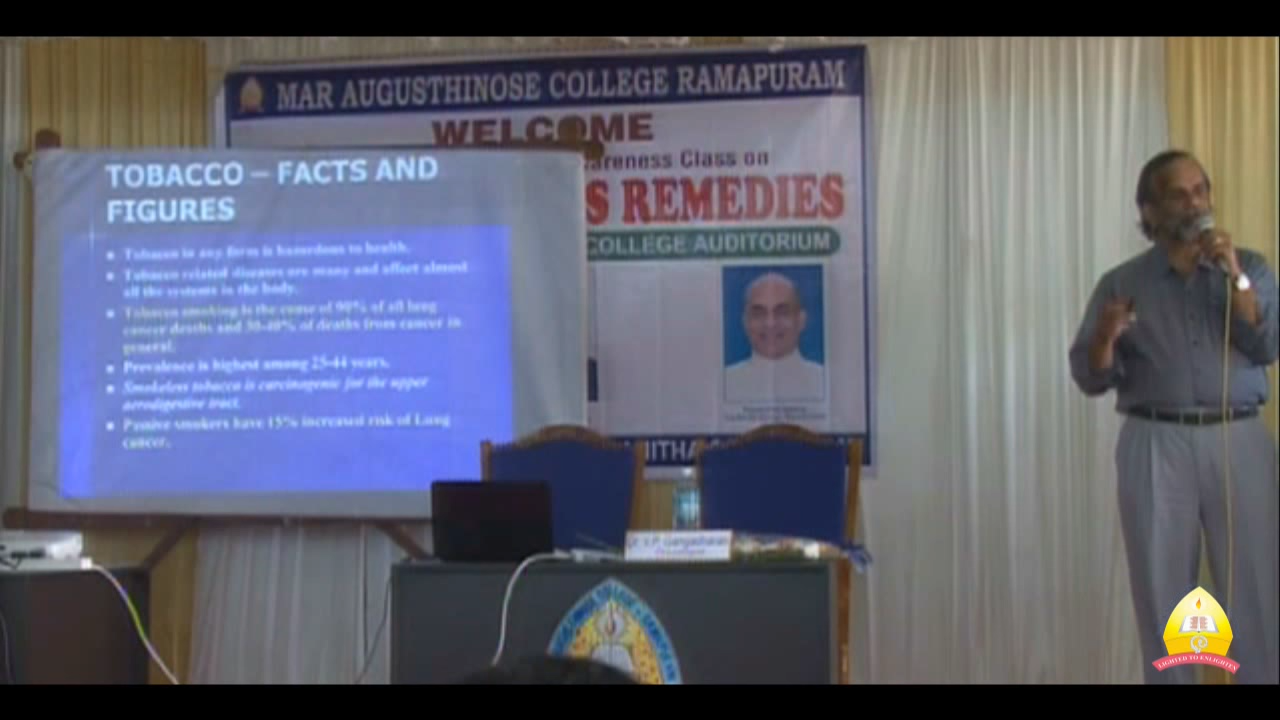 MAR AUGUSTHINOSE COLLEGE RAMAPURAM
WELCOME
areness Class on
S REMEDIES
COLLEGE AUDITORIUM
TOBACCO – FACTS AND
FIGURES
Tobacco in any form is hazardous to health.
Tobacco related diseases are many and affect almost
all the systems in the body.
Tobacco smoking is the cause of 90% of all lung
cancer deaths and 30-40% of deaths from cancer in
general.
Prevalence is highest among 25-44 years.
Smokeless tobacco is carcinogenic for the upper
aerodigestive tract.
Passive smokers have 15% increased risk of Lung
cancer.
Dr. V.P. Gangadharan
LIGHTED TO ENLIGHTEN